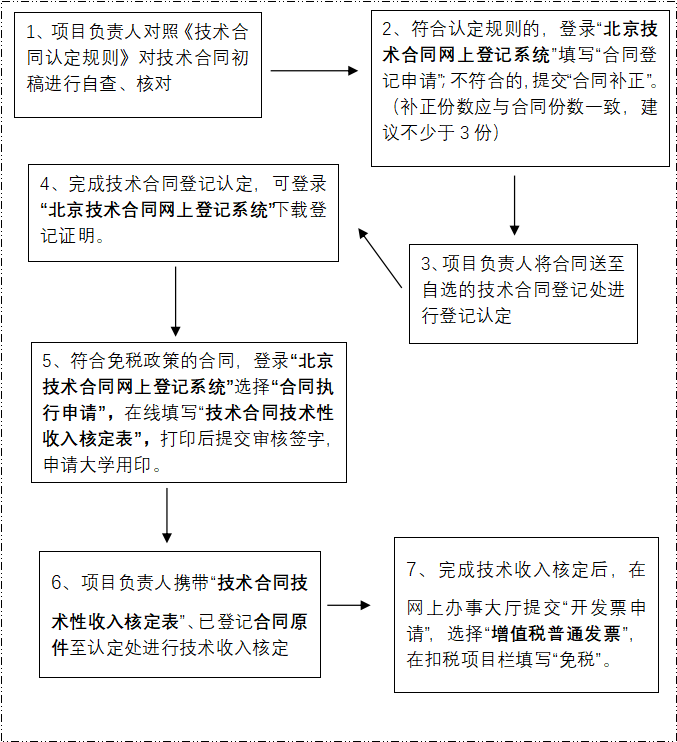 1、项目负责人对照《技术合
同认定规则》对技术合同初
稿进行自查、核对
2、符合认定规则的，登录“北京技
术合同网上登记系统”填写“合同登
记申请”；不符合的，提交“合同补正”。
（补正份数应与合同份数一致，建
议不少于 3 份）
3、项目负责人将合同送至
自选的技术合同登记处进
行登记认定
4、完成技术合同登记认定，可登录
“北京技术合同网上登记系统”下载登
记证明。
5、符合免税政策的合同，登录“北京
技术合同网上登记系统”选择“合同执
行申请”，在线填写“技术合同技术性
收入核定表”，打印后提交审核签字，
申请大学用印。
6、项目负责人携带“技术合同技
术性收入核定表”、已登记合同原
件至认定处进行技术收入核定
7、完成技术收入核定后，在
网上办事大厅提交“开发票申
请”，选择“增值税普通发票”，
在扣税项目栏填写“免税”。